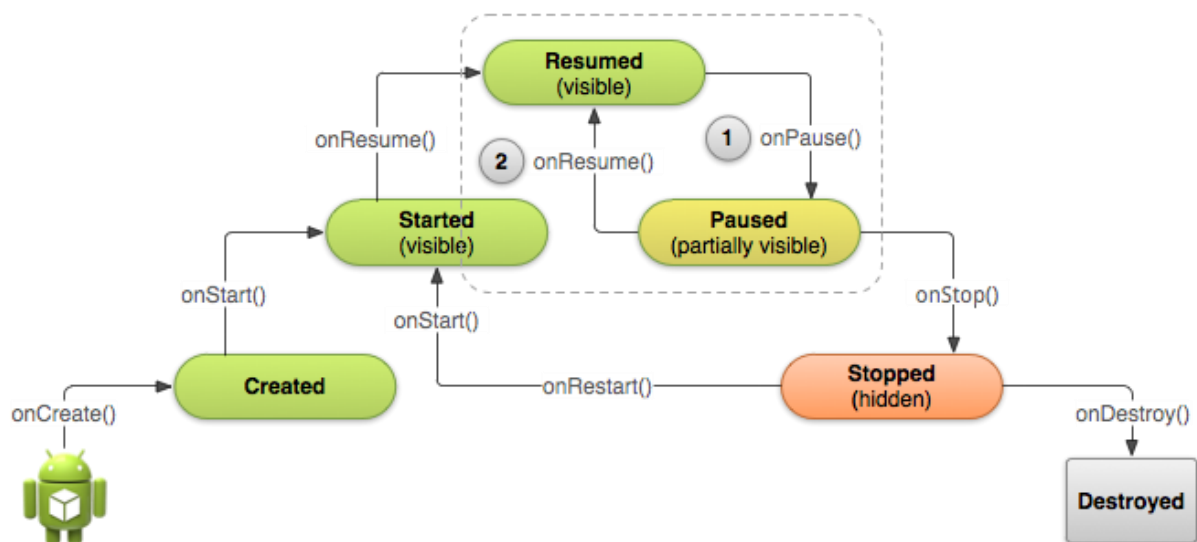 Resumed
(visible)
onResume()
1
onPause()
2
onResume()
Started
(visible)
Paused
(partially visible)
onStart()
onStop()
onStart()
Created
onRestart()
Stopped
(hidden)
onCreate()
onDestroy()
Destroyed